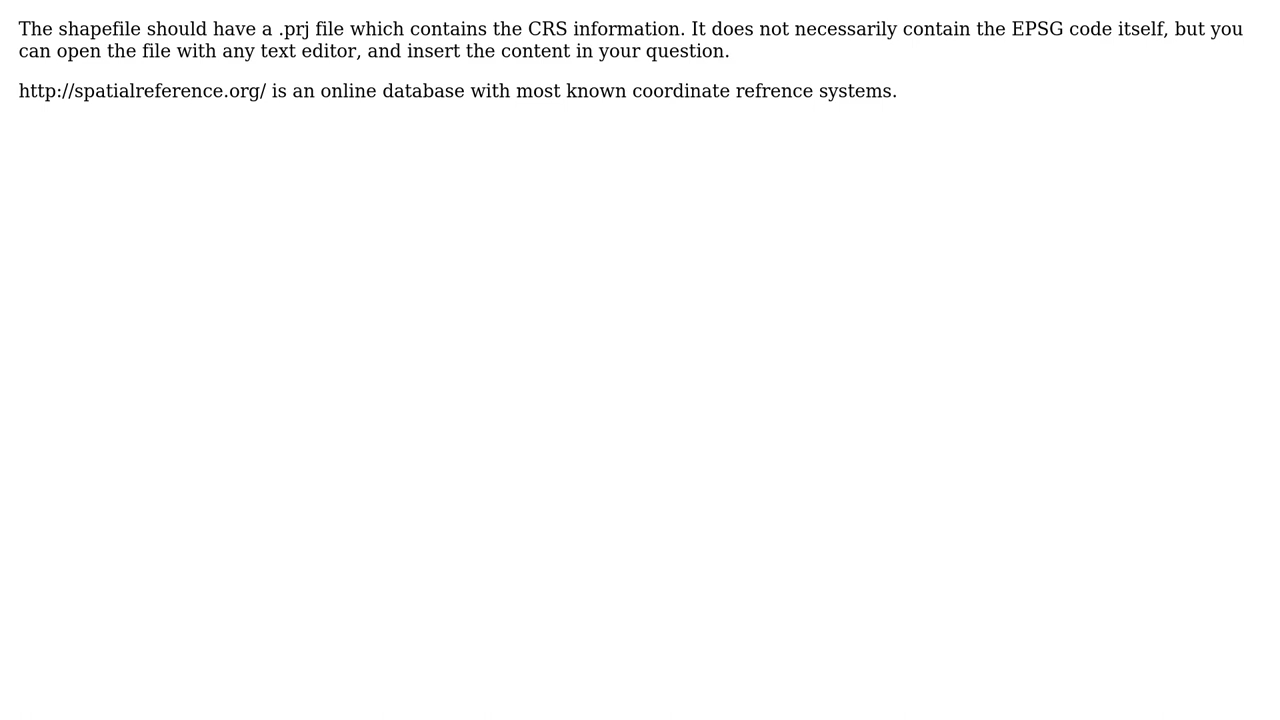 The shapefile should have a .prj file which contains the CRS information. It does not necessarily contain the EPSG code itself, but you
can open the file with any text editor, and insert the content in your question.
http://spatialreference.org/ is an online database with most known coordinate refrence systems.